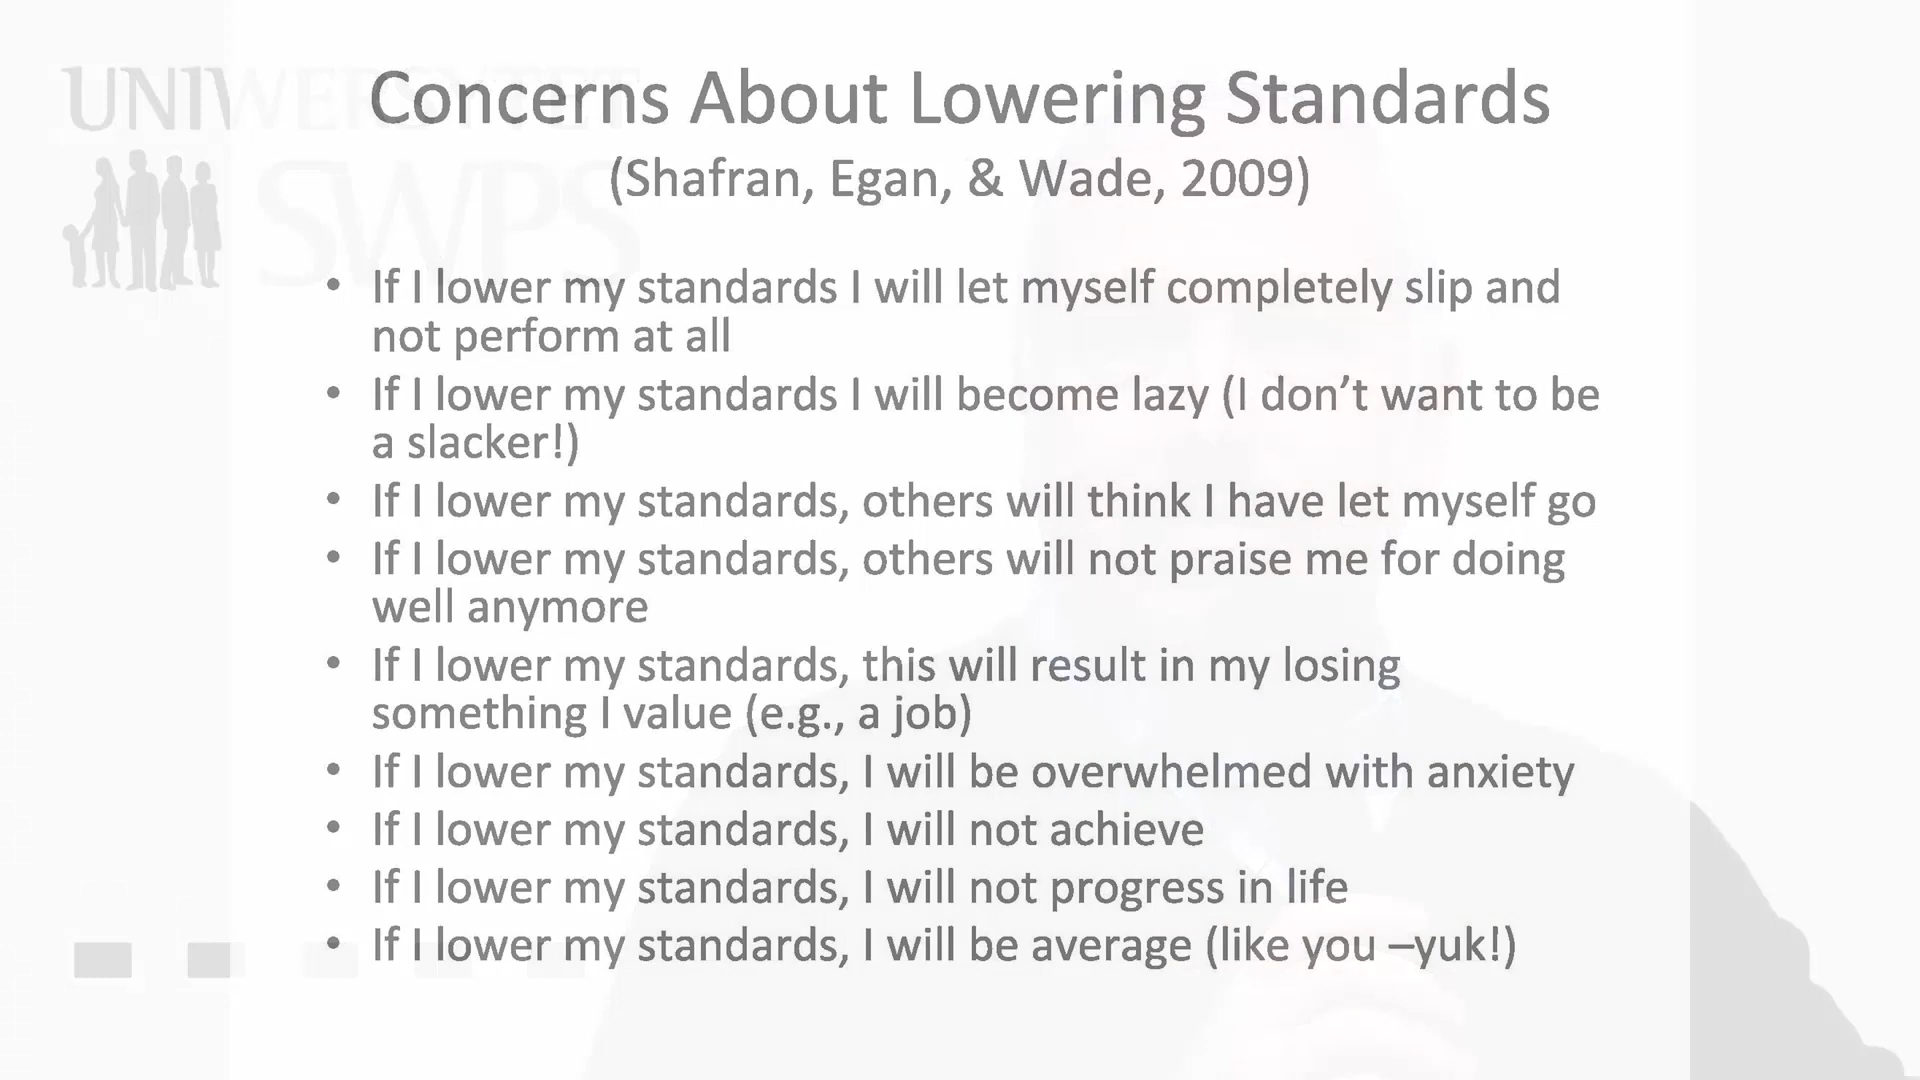 UNIWERSYTET
SWPS
Concerns About Lowering Standards
(Shafran, Egan, & Wade, 2009)
• If I lower my standards I will let myself completely slip and
not perform at all
• If I lower my standards I will become lazy (I don’t want to be
a slacker!)
• If I lower my standards, others will think I have let myself go
• If I lower my standards, others will not praise me for doing
well anymore
• If I lower my standards, this will result in my losing
something I value (e.g., a job)
• If I lower my standards, I will be overwhelmed with anxiety
• If I lower my standards, I will not achieve
• If I lower my standards, I will not progress in life
• If I lower my standards, I will be average (like you –yuk!)